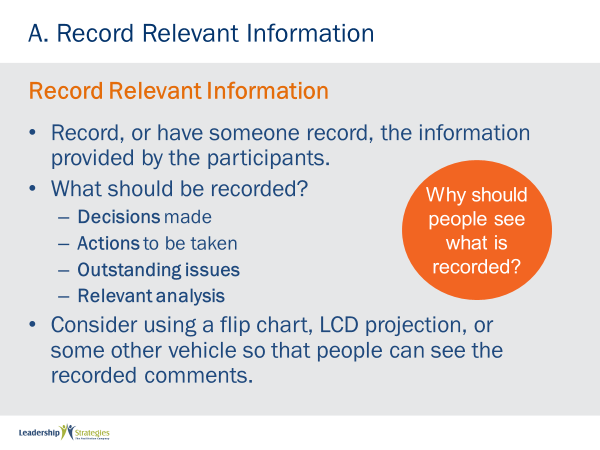 A. Record Relevant Information
Record Relevant Information
• Record, or have someone record, the information
provided by the participants.
• What should be recorded?
– Decisions made
– Actions to be taken
– Outstanding issues
– Relevant analysis
Why should
people see
what is
recorded?
• Consider using a flip chart, LCD projection, or
some other vehicle so that people can see the
recorded comments.
Leadership Strategies
The Facilitation Company